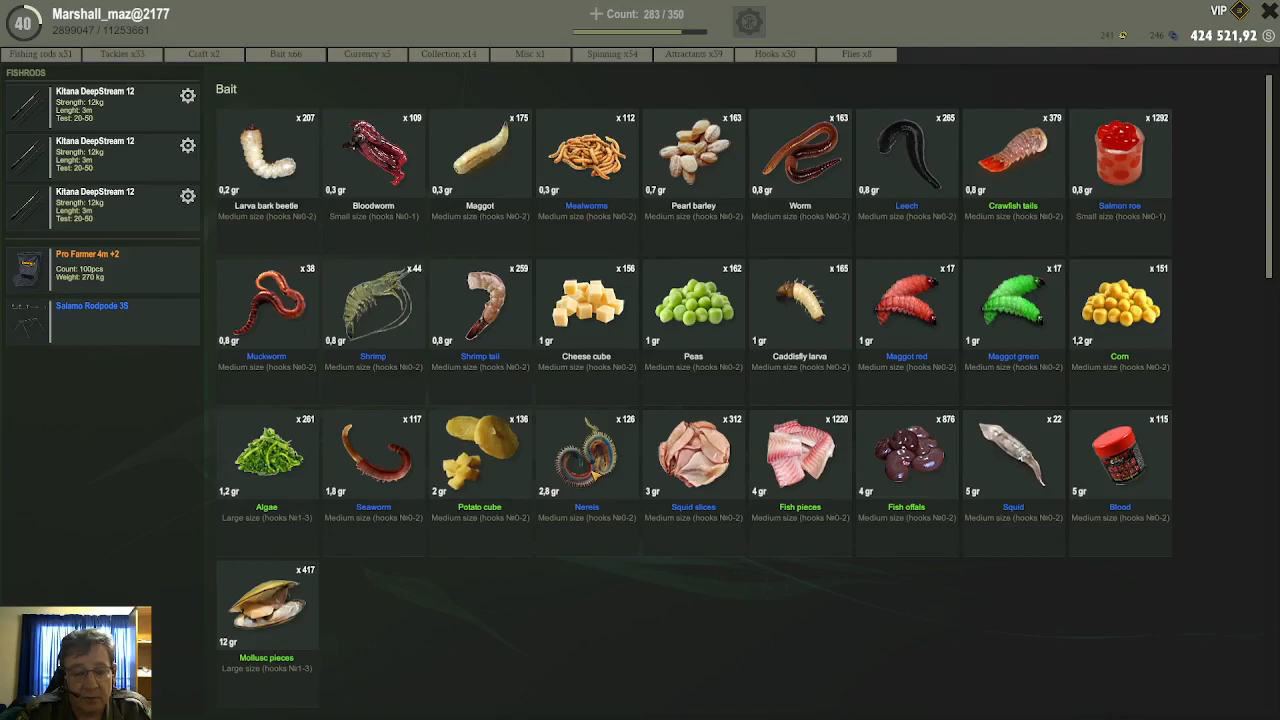 40
Marshall_maz@2177
2899047 / 11253661
Count: 283 / 350
VIP
241
246
424 521,92
Fishing rods x31
Tackies x33
Craft x2
Bait x66
Currency x5
Collection x14
Misc x1
Spinning x54
Attractants x59
Hooks x30
Flies x8
FISHRODS
Kitana DeepStream 12
Strength: 12kg
Lenght: 3m
Test: 20-50
Kitana DeepStream 12
Strength: 12kg
Lenght: 3m
Test: 20-50
Kitana DeepStream 12
Strength: 12kg
Lenght: 3m
Test: 20-50
Pro Farmer 4m +2
Count: 100pcs
Weight: 270 kg
Salamo Rodpode 3S
Bait
x 207
0,2 gr
Larva bark beetle
Medium size (hooks №0-2)
x 109
0,3 gr
Bloodworm
Small size (hooks №0-1)
x 175
0,3 gr
Maggot
Medium size (hooks №0-2)
x 112
0,3 gr
Mealworms
Medium size (hooks №0-2)
x 163
0,7 gr
Pearl barley
Medium size (hooks №0-2)
x 163
0,8 gr
Worm
Medium size (hooks №0-2)
x 265
0,8 gr
Leech
Medium size (hooks №0-2)
x 379
0,8 gr
Crawfish tails
Medium size (hooks №0-2)
x 1292
0,8 gr
Salmon roe
Small size (hooks №0-1)
x 38
0,8 gr
Muckworm
Medium size (hooks №0-2)
x 44
0,8 gr
Shrimp
Medium size (hooks №0-2)
x 259
0,8 gr
Shrimp tail
Medium size (hooks №0-2)
x 156
1 gr
Cheese cube
Medium size (hooks №0-2)
x 162
1 gr
Peas
Medium size (hooks №0-2)
x 165
1 gr
Caddisfly larva
Medium size (hooks №0-2)
x 17
1 gr
Maggot red
Medium size (hooks №0-2)
x 17
1 gr
Maggot green
Medium size (hooks №0-2)
x 151
1,2 gr
Corn
Medium size (hooks №0-2)
x 261
1,2 gr
Algae
Large size (hooks №1-3)
x 117
1,8 gr
Seaworm
Medium size (hooks №0-2)
x 136
2 gr
Potato cube
Medium size (hooks №0-2)
x 126
2,8 gr
Nereis
Medium size (hooks №0-2)
x 312
3 gr
Squid slices
Medium size (hooks №0-2)
x 1220
4 gr
Fish pieces
Medium size (hooks №0-2)
x 876
4 gr
Fish offals
Medium size (hooks №0-2)
x 22
5 gr
Squid
Medium size (hooks №0-2)
x 115
5 gr
Blood
Medium size (hooks №0-2)
x 417
12 gr
Mollusc pieces
Large size (hooks №1-3)